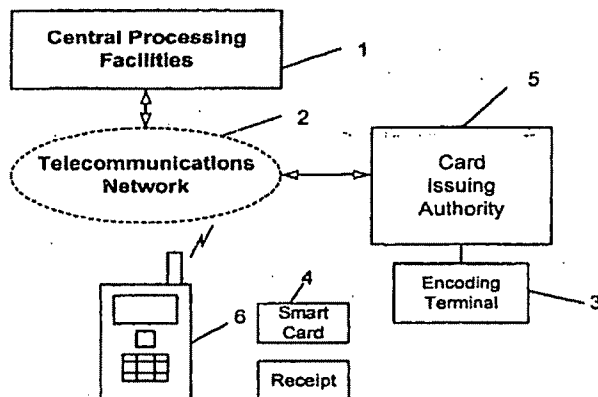 Central Processing
Facilities
1
5
2
Telecommunications
Network
Card
Issuing
Authority
4
Smart
Card
6
Encoding
Terminal
3
Receipt